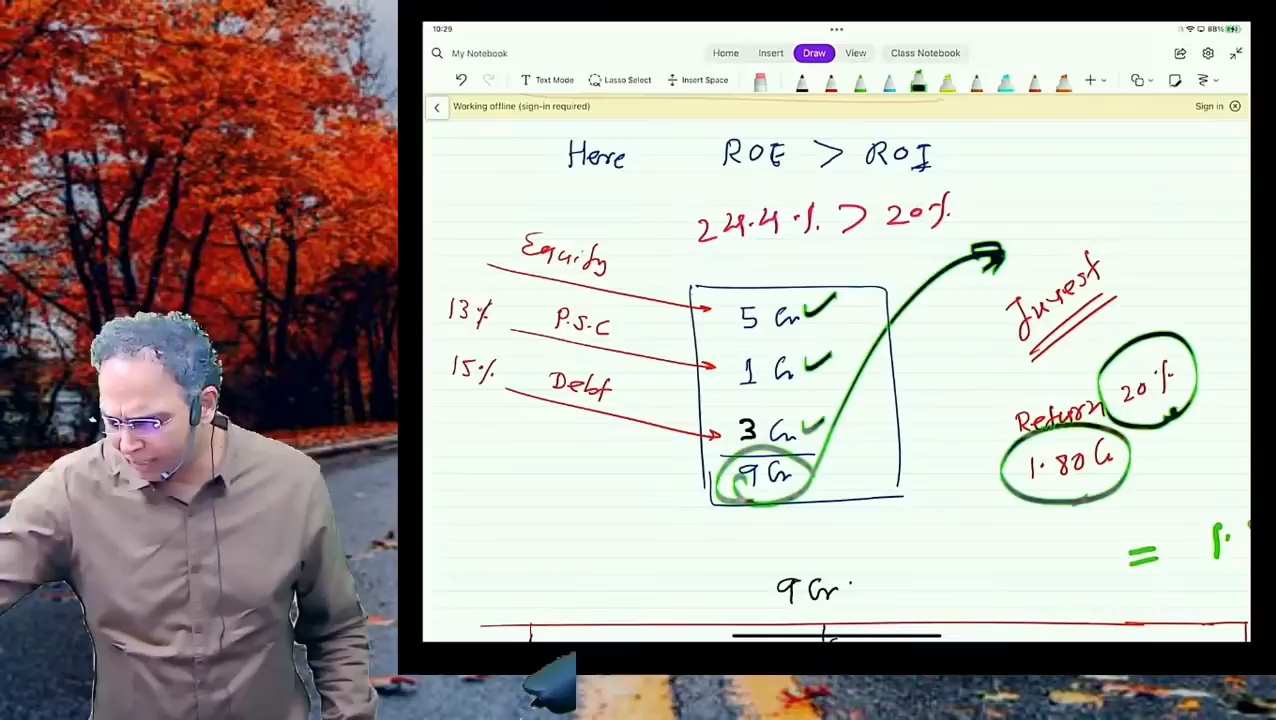 10:29
88%
My Notebook
Home Insert Draw View Class Notebook
Text Mode Lasso Select Insert Space
Working offline (sign-in required)
Sign in
Here ROE > ROI
24.4 % > 20%
Equity
5 Cr
13% P.S.C
1 Cr
15% Debt
3 Cr
9 Cr
Invest
Return 20%
1.80 Cr
=
9 Cr.